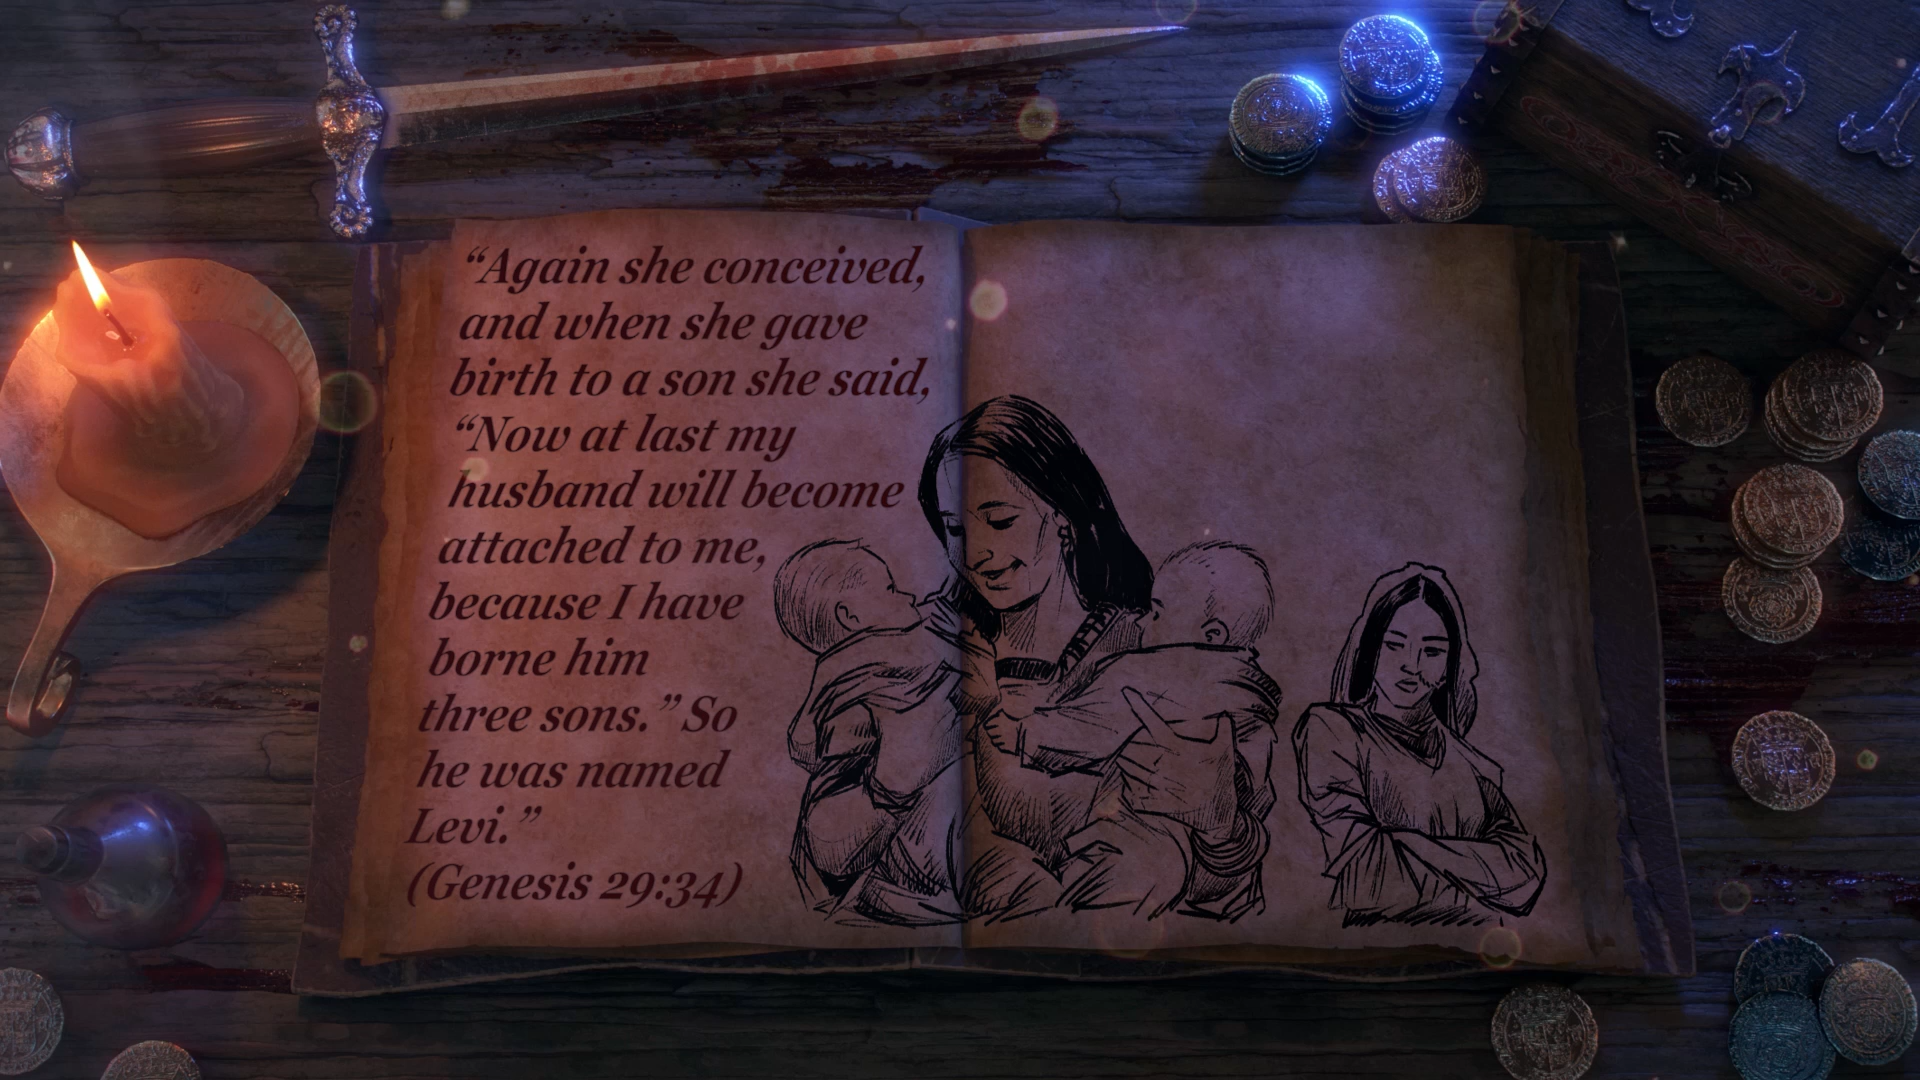 “Again she conceived,
and when she gave
birth to a son she said,
“Now at last my
husband will become
attached to me,
because I have
borne him
three sons.” So
he was named
Levi.”
(Genesis 29:34)